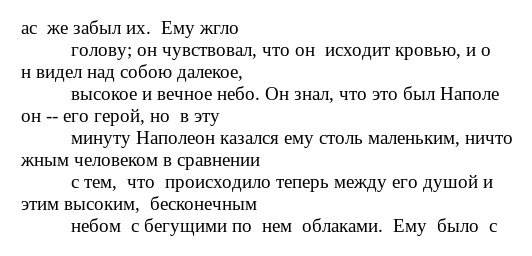 ас  же забыл их.  Ему жгло
голову; он чувствовал, что он  исходит кровью, и о
н видел над собою далекое,
высокое и вечное небо. Он знал, что это был Наполе
он -- его герой, но  в эту
минуту Наполеон казался ему столь маленьким, ничто
жным человеком в сравнении
с тем,  что  происходило теперь между его душой и
этим высоким,  бесконечным
небом  с бегущими по  нем  облаками.  Ему  было  с